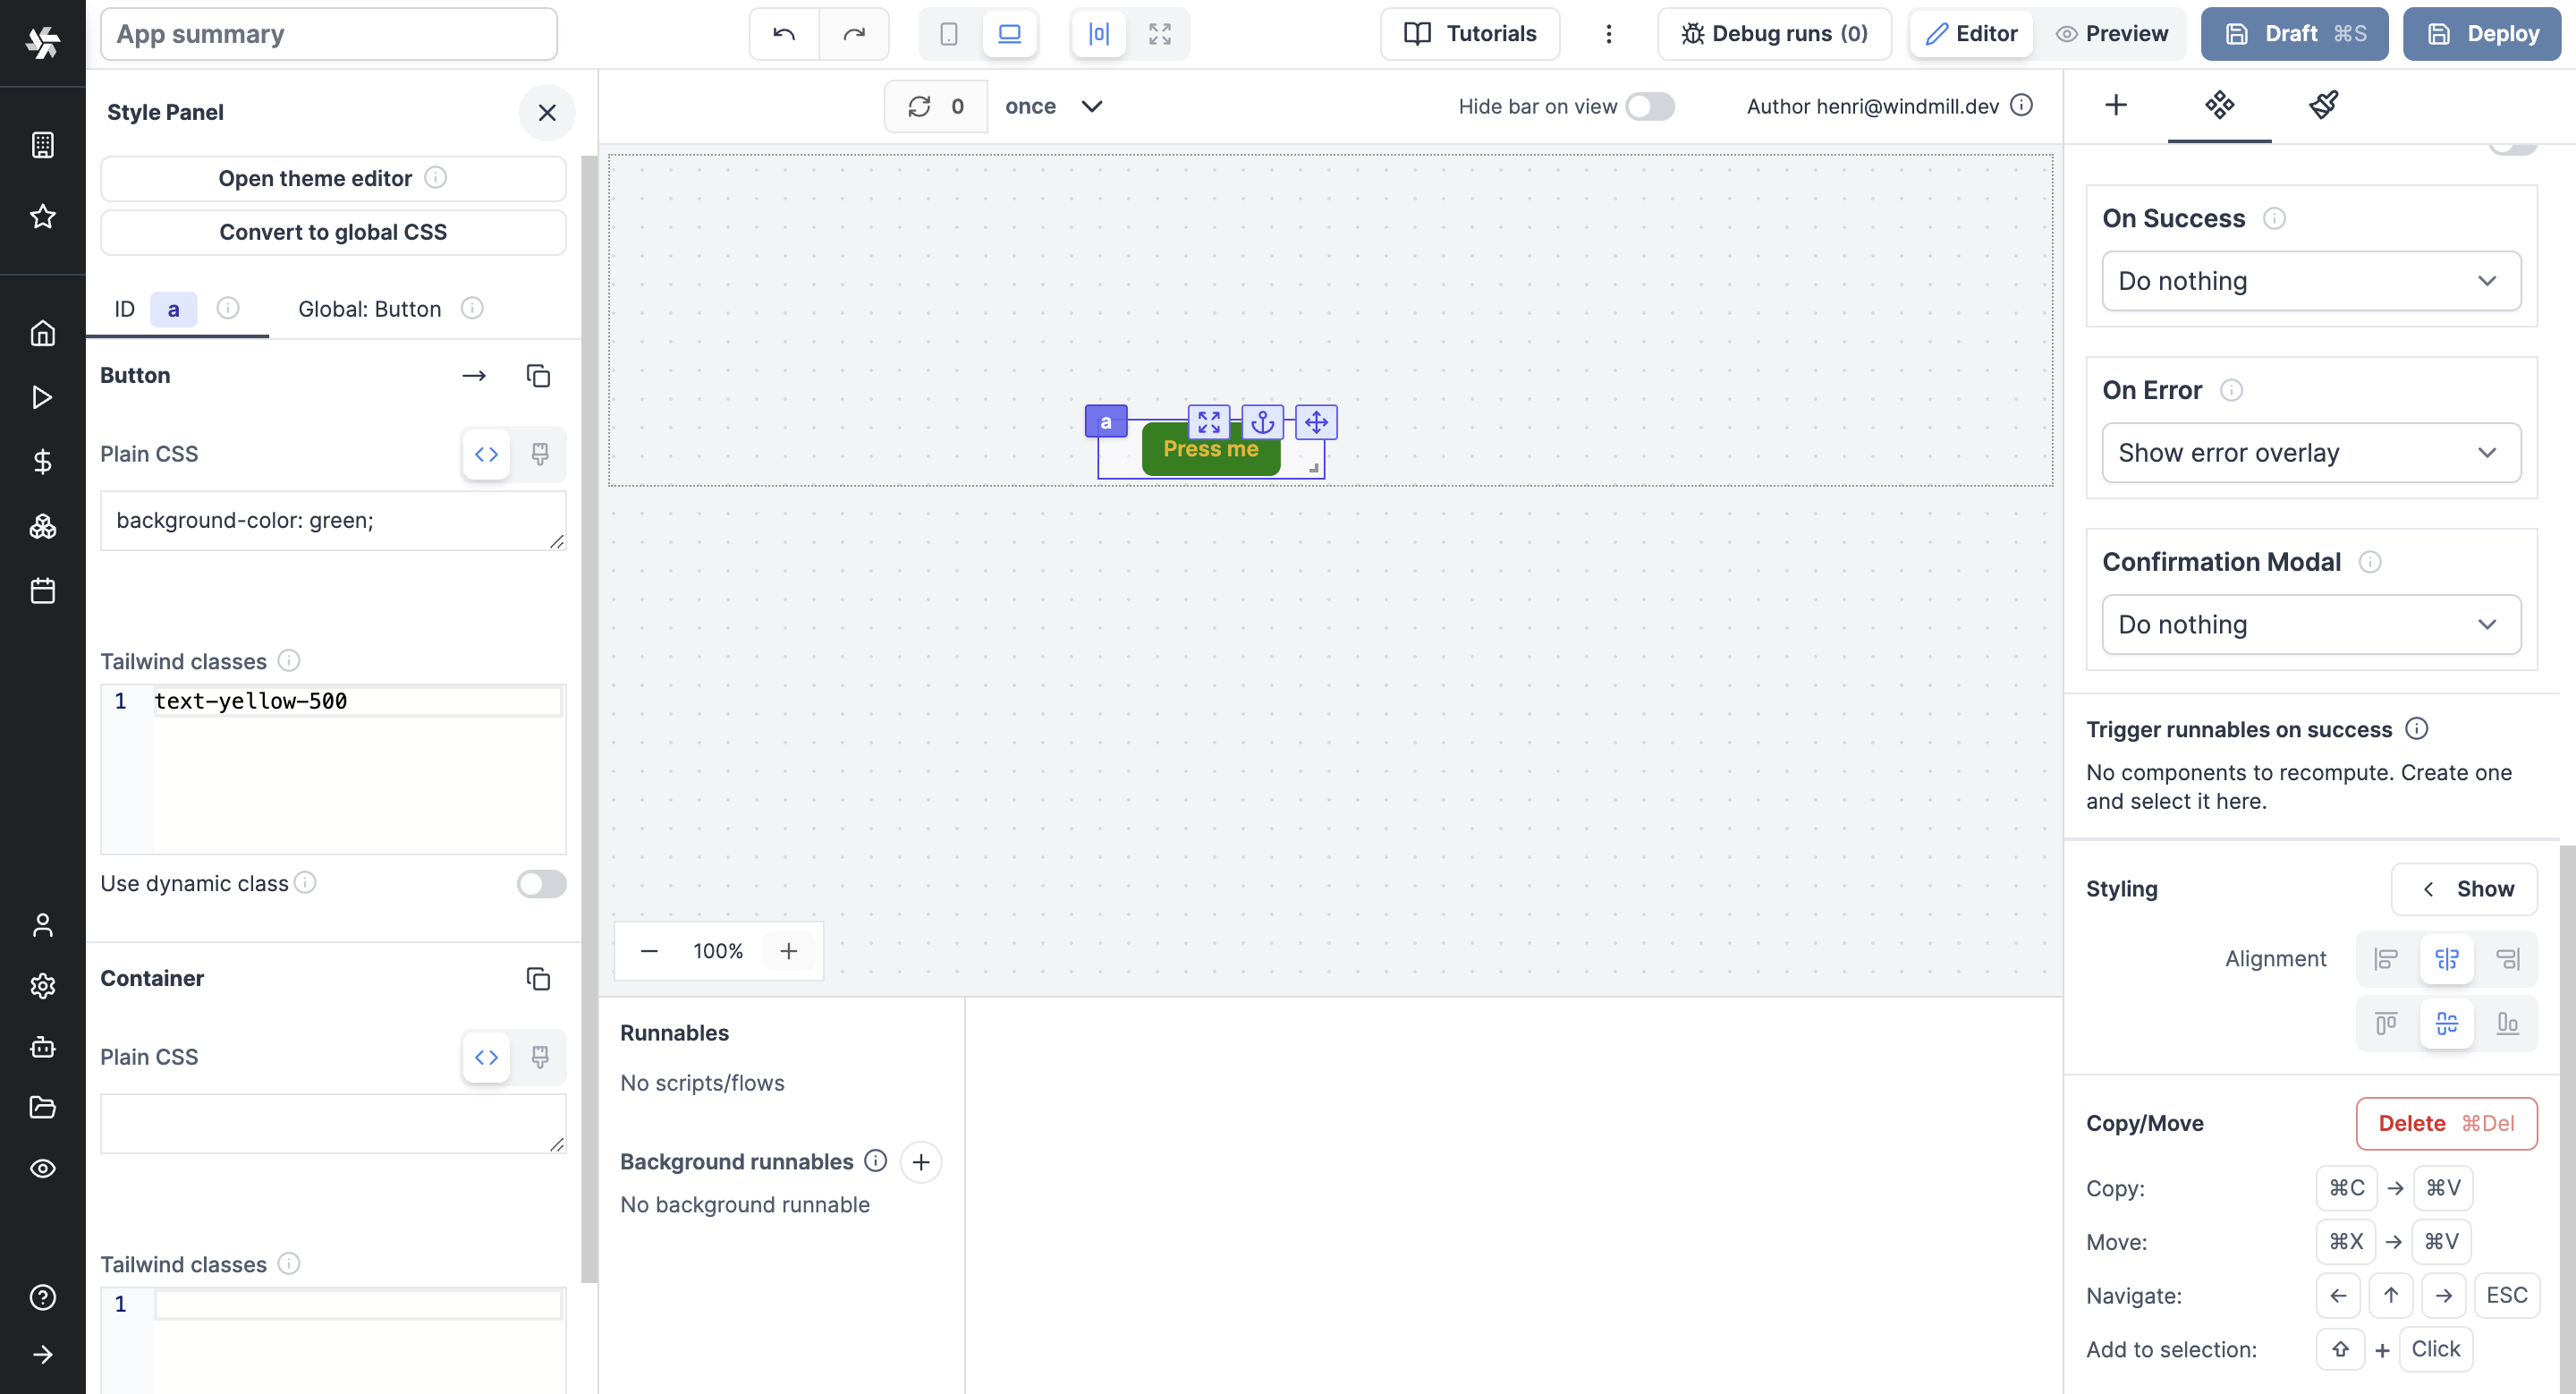 App summary
Tutorials
Debug runs (0)
Editor
Preview
Draft ⌘S
Deploy
Style Panel
Open theme editor
Convert to global CSS
ID a
Global: Button
Button
Plain CSS
background-color: green;
Tailwind classes
1 text-yellow-500
Use dynamic class
Container
Plain CSS
Tailwind classes
1
0
once
Hide bar on view
Author henri@windmill.dev
a
Press me
100%
Runnables
No scripts/flows
Background runnables
No background runnable
On Success
Do nothing
On Error
Show error overlay
Confirmation Modal
Do nothing
Trigger runnables on success
No components to recompute. Create one
and select it here.
Styling
Show
Alignment
Copy/Move
Delete ⌘Del
Copy: ⌘C → ⌘V
Move: ⌘X → ⌘V
Navigate: ← ↑ → ESC
Add to selection: ⇧ + Click